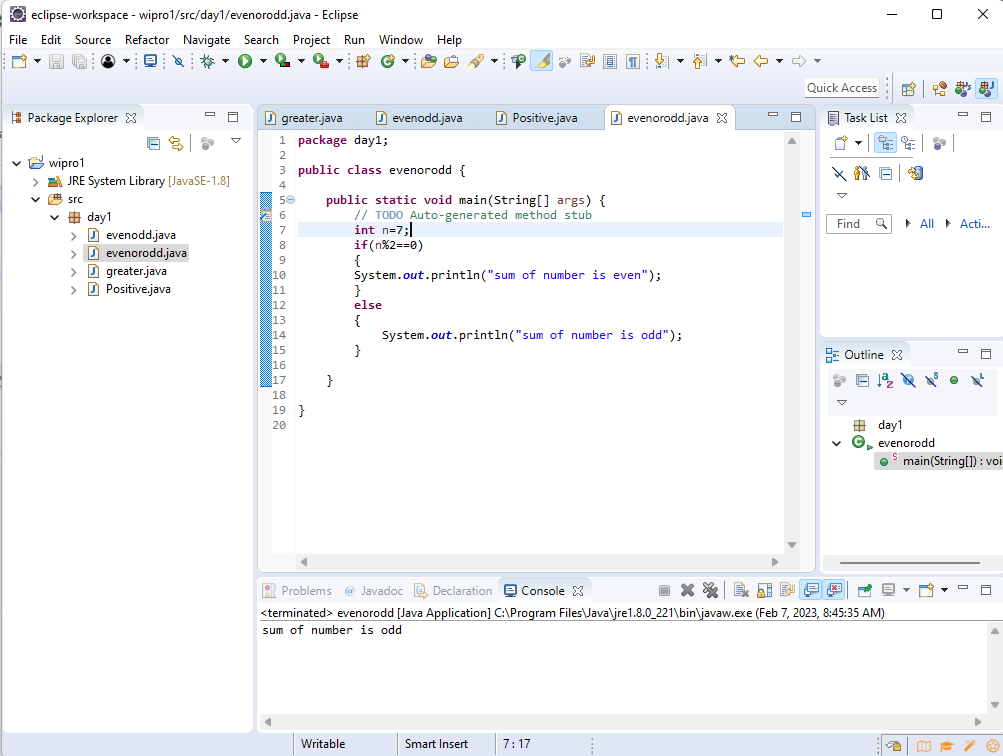 eclipse-workspace - wipro1/src/day1/evenorodd.java - Eclipse
File Edit Source Refactor Navigate Search Project Run Window Help
Quick Access
Package Explorer
wipro1
JRE System Library [JavaSE-1.8]
src
day1
evenodd.java
evenorodd.java
greater.java
Positive.java
greater.java evenodd.java Positive.java evenorodd.java
1 package day1;
2
3 public class evenorodd {
4
5 public static void main(String[] args) {
6 // TODO Auto-generated method stub
7 int n=7;
8 if(n%2==0)
9 {
10 System.out.println("sum of number is even");
11 }
12 else
13 {
14 System.out.println("sum of number is odd");
15 }
16
17 }
18
19 }
20
Task List
Find All Acti...
Outline
day1
evenorodd
main(String[]) : voi
Problems Javadoc Declaration Console
<terminated> evenorodd [Java Application] C:\Program Files\Java\jre1.8.0_221\bin\javaw.exe (Feb 7, 2023, 8:45:35 AM)
sum of number is odd
Writable Smart Insert 7 : 17